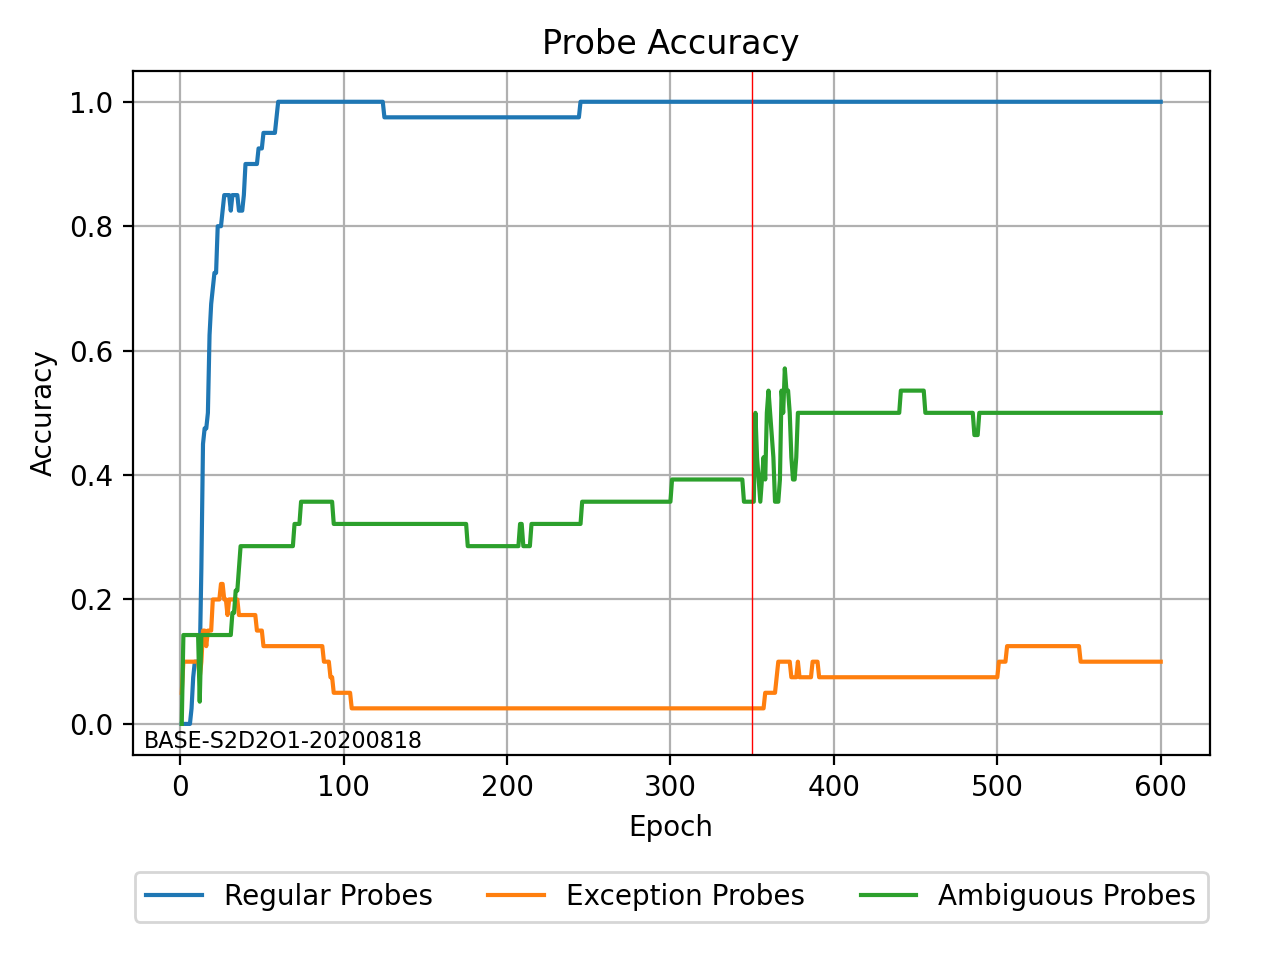 Probe Accuracy
Accuracy
1.0
0.8
0.6
0.4
0.2
0.0
BASE-S2D2O1-20200818
0 100 200 300 400 500 600
Epoch
Regular Probes Exception Probes Ambiguous Probes